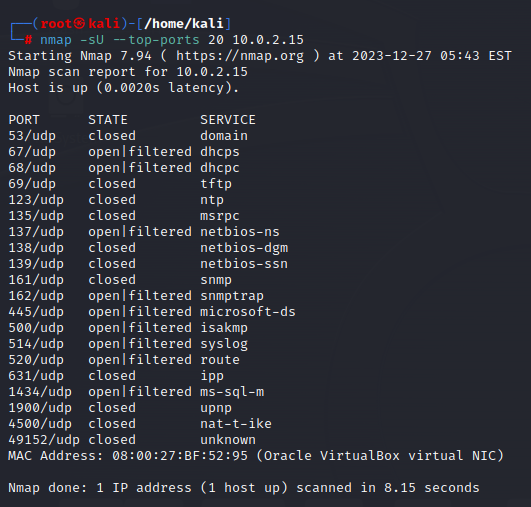 ┌──(root㉿kali)-[/home/kali]
└─# nmap -sU --top-ports 20 10.0.2.15
Starting Nmap 7.94 ( https://nmap.org ) at 2023-12-27 05:43 EST
Nmap scan report for 10.0.2.15
Host is up (0.0020s latency).

PORT      STATE         SERVICE
53/udp    closed        domain
67/udp    open|filtered dhcps
68/udp    open|filtered dhcpc
69/udp    closed        tftp
123/udp   closed        ntp
135/udp   closed        msrpc
137/udp   open|filtered netbios-ns
138/udp   closed        netbios-dgm
139/udp   closed        netbios-ssn
161/udp   closed        snmp
162/udp   open|filtered snmptrap
445/udp   open|filtered microsoft-ds
500/udp   open|filtered isakmp
514/udp   open|filtered syslog
520/udp   open|filtered route
631/udp   closed        ipp
1434/udp  open|filtered ms-sql-m
1900/udp  closed        upnp
4500/udp  closed        nat-t-ike
49152/udp closed        unknown
MAC Address: 08:00:27:BF:52:95 (Oracle VirtualBox virtual NIC)

Nmap done: 1 IP address (1 host up) scanned in 8.15 seconds